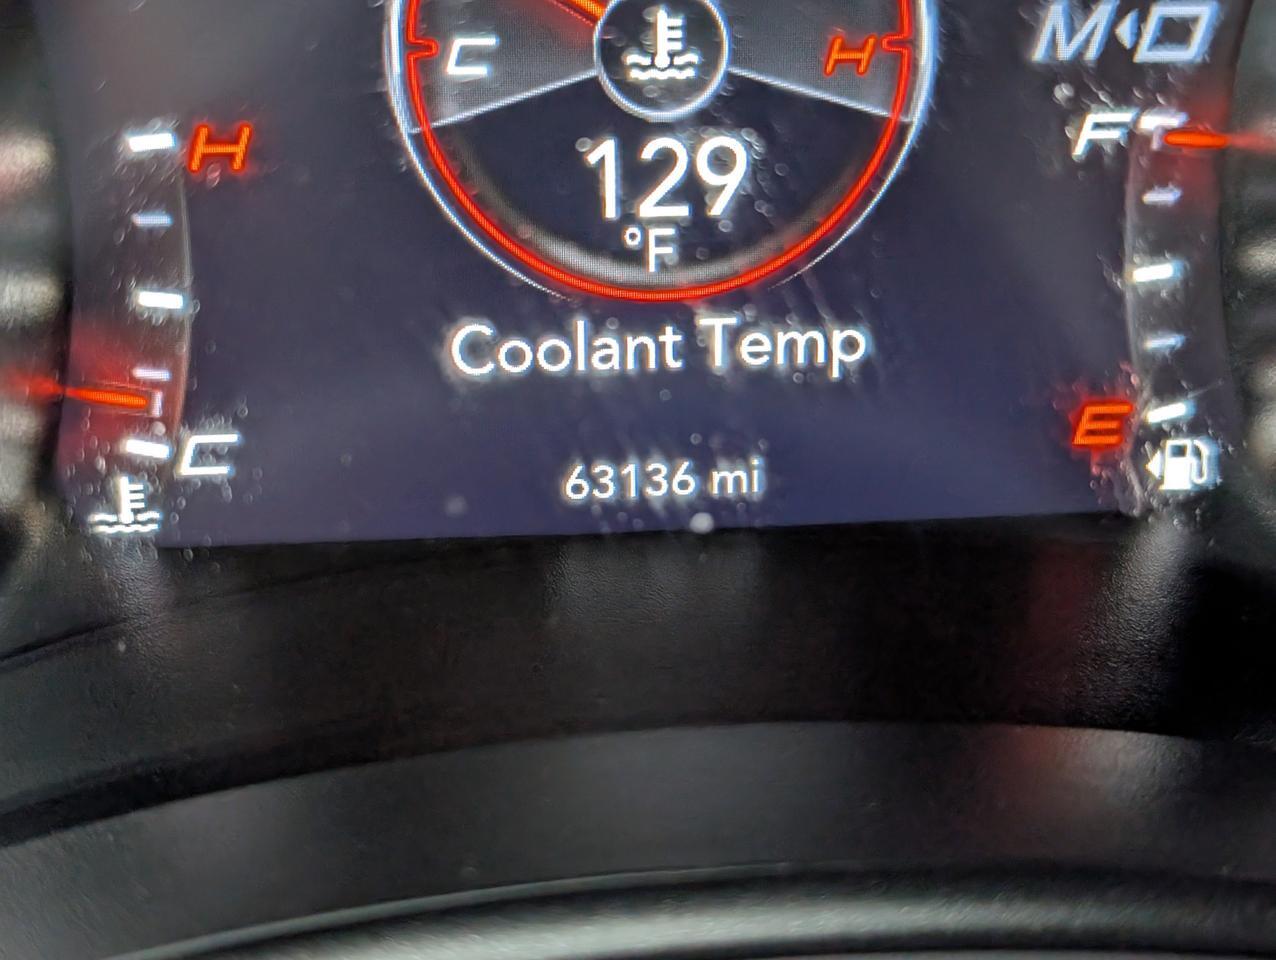 C H
M
H
F
129
°F
Coolant Temp
E
C
63136 mi